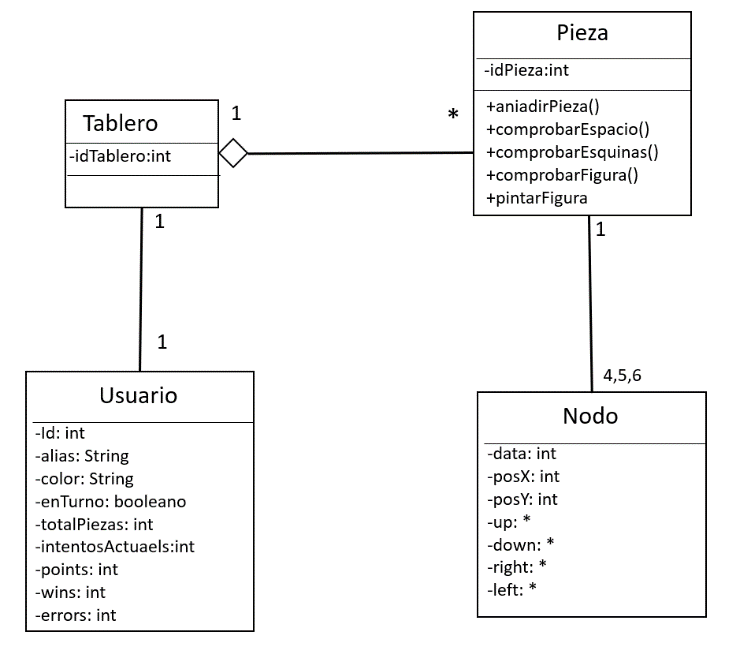 Pieza
-idPieza:int
+aniadirPieza()
+comprobarEspacio()
+comprobarEsquinas()
+comprobarFigura()
+pintarFigura
1
*
Tablero
-idTablero:int
1
1
1
4,5,6
Usuario
-Id: int
-alias: String
-color: String
-enTurno: booleano
-totalPiezas: int
-intentosActuaels:int
-points: int
-wins: int
-errors: int
Nodo
-data: int
-posX: int
-posY: int
-up: *
-down: *
-right: *
-left: *